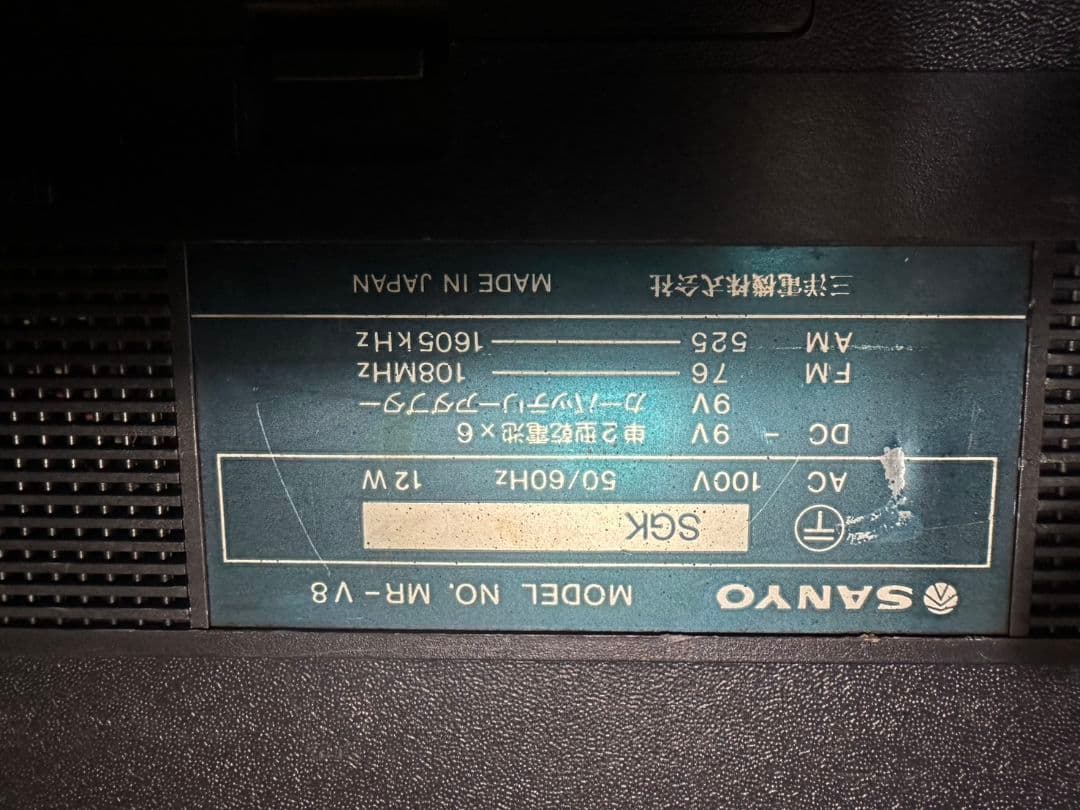 SANYO MODEL NO. MR-V8
〒 SGK
AC 100V 50/60Hz 12W
DC - 9V 単2型乾電池×6
9V カーバッテリーアダプター
FM 76 108MHz
AM 525 1605kHz
三洋電機株式会社 MADE IN JAPAN